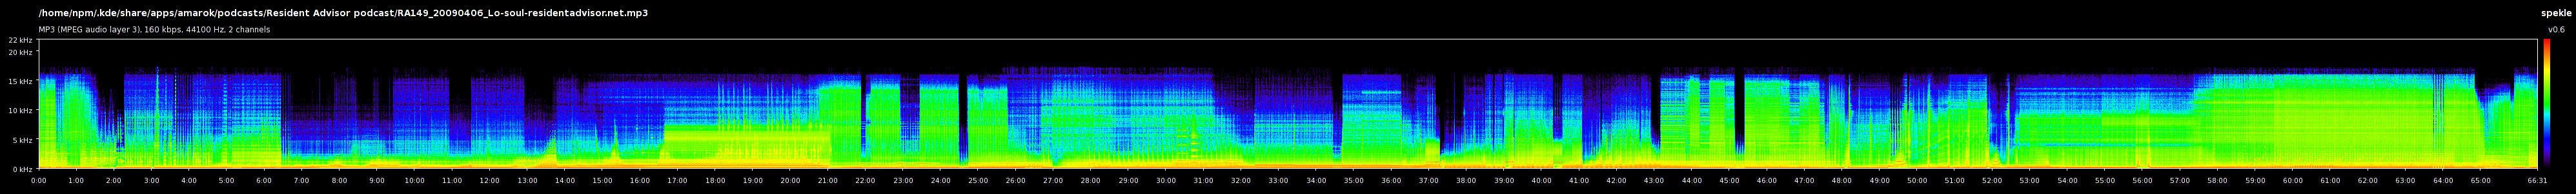 /home/npm/.kde/share/apps/amarok/podcasts/Resident Advisor podcast/RA149_20090406_Lo-soul-residentadvisor.net.mp3
spekle
MP3 (MPEG audio layer 3), 160 kbps, 44100 Hz, 2 channels
v0.6
22 kHz
20 kHz
15 kHz
10 kHz
5 kHz
0 kHz
0:00 1:00 2:00 3:00 4:00 5:00 6:00 7:00 8:00 9:00 10:00 11:00 12:00 13:00 14:00 15:00 16:00 17:00 18:00 19:00 20:00 21:00 22:00 23:00 24:00 25:00 26:00 27:00 28:00 29:00 30:00 31:00 32:00 33:00 34:00 35:00 36:00 37:00 38:00 39:00 40:00 41:00 42:00 43:00 44:00 45:00 46:00 47:00 48:00 49:00 50:00 51:00 52:00 53:00 54:00 55:00 56:00 57:00 58:00 59:00 60:00 61:00 62:00 63:00 64:00 65:00 66:31